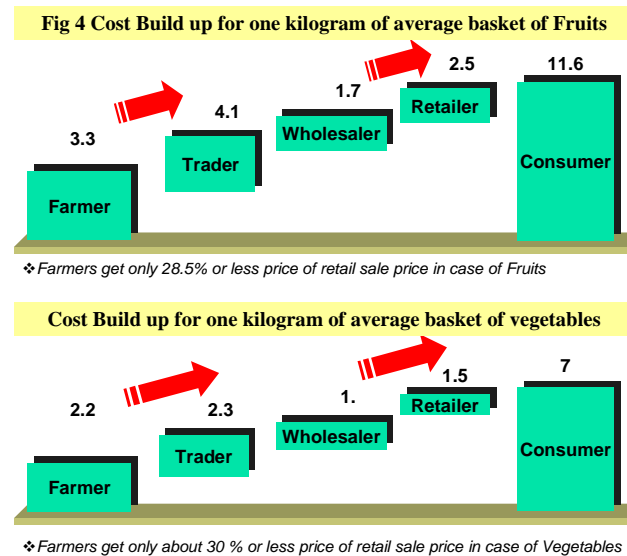 Fig 4 Cost Build up for one kilogram of average basket of Fruits
3.3
4.1
1.7
2.5
11.6
Farmer
Trader
Wholesaler
Retailer
Consumer
❖Farmers get only 28.5% or less price of retail sale price in case of Fruits
Cost Build up for one kilogram of average basket of vegetables
2.2
2.3
1.
1.5
7
Farmer
Trader
Wholesaler
Retailer
Consumer
❖Farmers get only about 30 % or less price of retail sale price in case of Vegetables